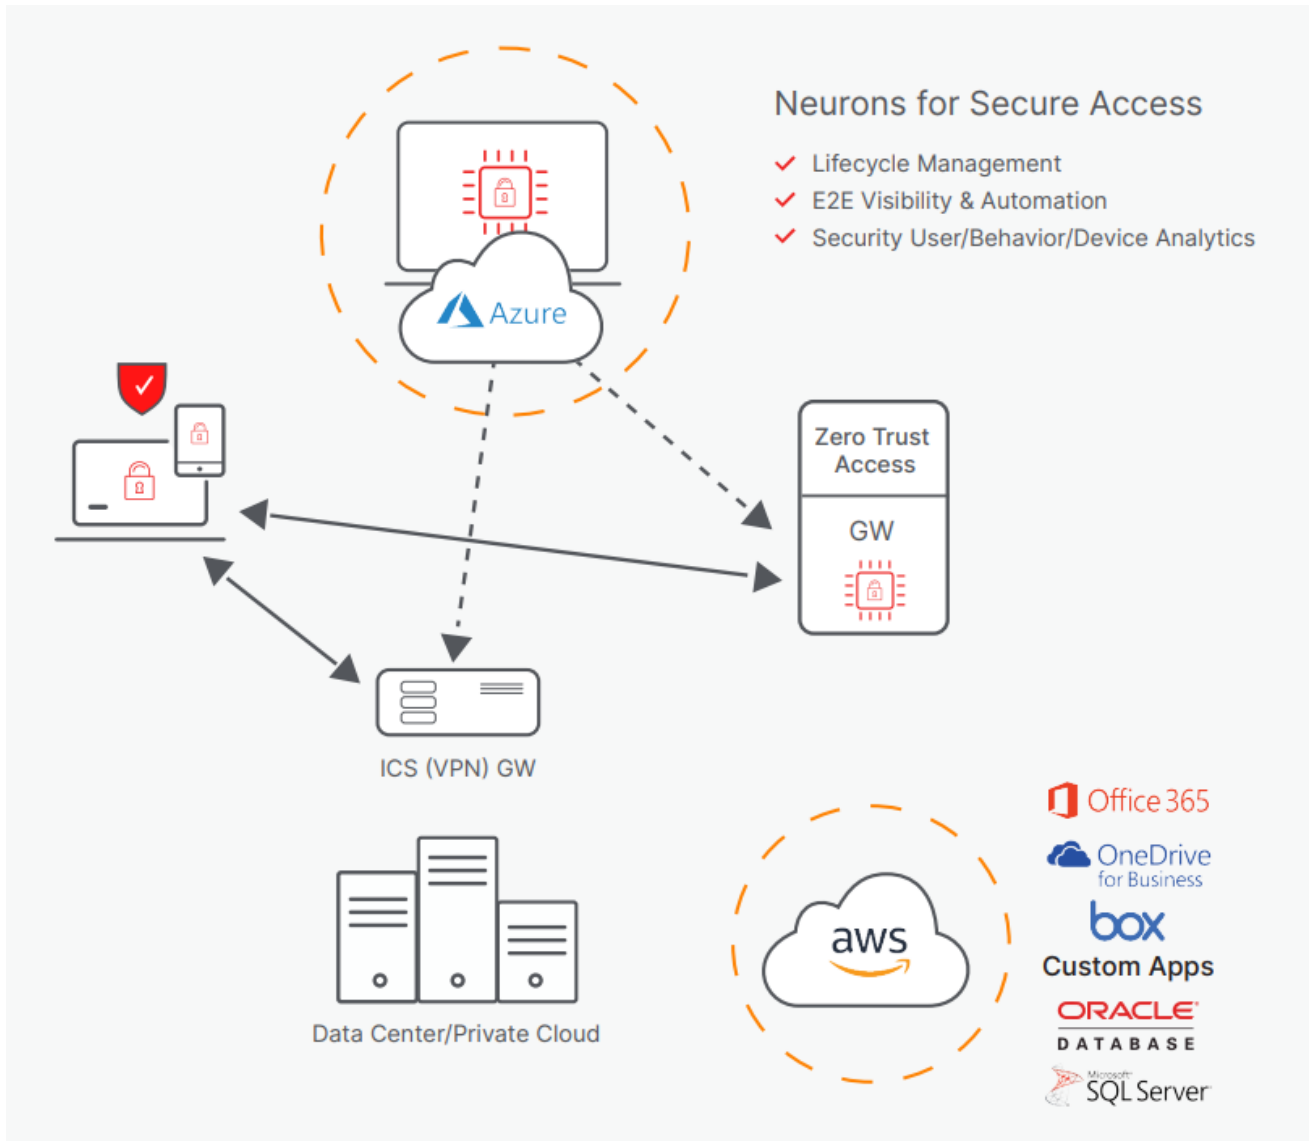 Neurons for Secure Access
Lifecycle Management
E2E Visibility & Automation
Security User/Behavior/Device Analytics
Azure
Zero Trust
Access
GW
ICS (VPN) GW
Data Center/Private Cloud
aws
Office 365
OneDrive
for Business
box
Custom Apps
ORACLE
DATABASE
Microsoft
SQL Server